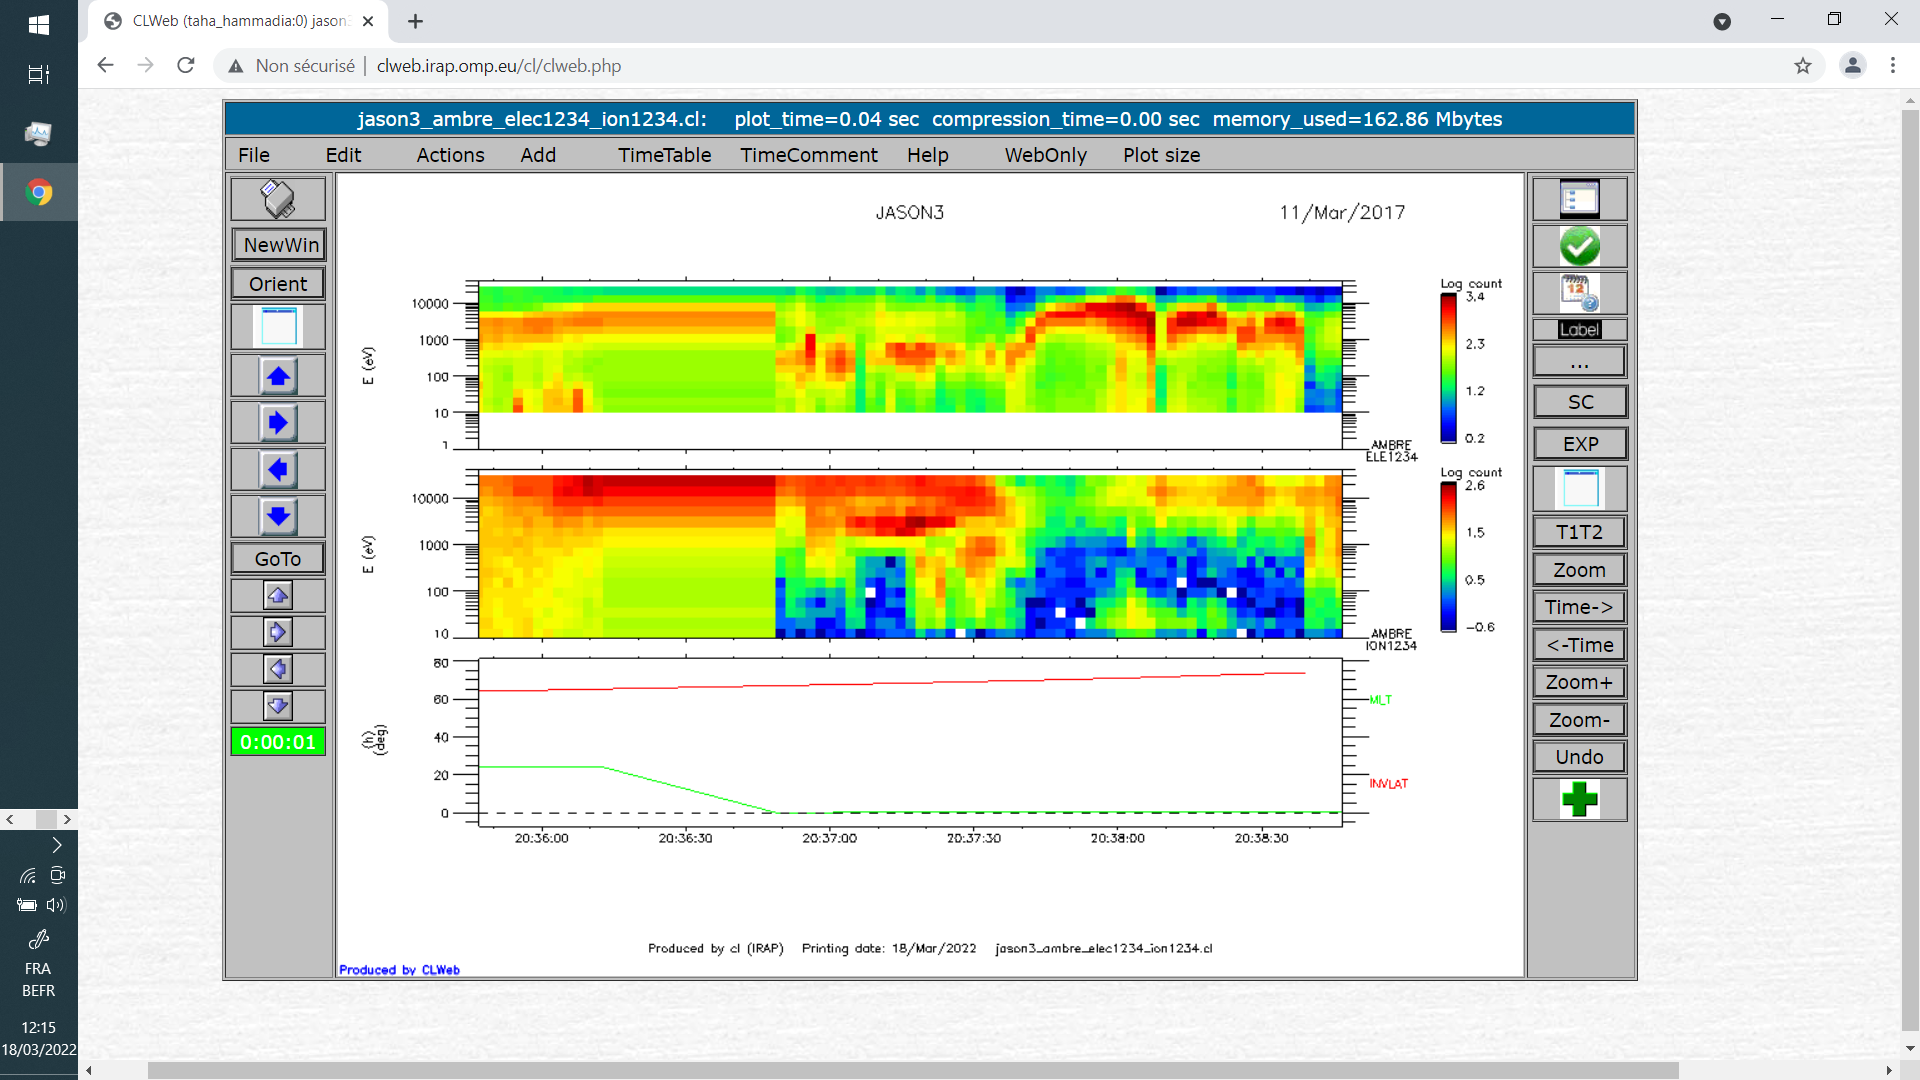 CLWeb (taha_hammadia:0) jason3
Non sécurisé | clweb.irap.omp.eu/cl/clweb.php
jason3_ambre_elec1234_ion1234.cl: plot_time=0.04 sec compression_time=0.00 sec memory_used=162.86 Mbytes
File Edit Actions Add TimeTable TimeComment Help WebOnly Plot size
NewWin
Orient
GoTo
0:00:01
JASON3 11/Mar/2017
Log count
3.4
2.3
1.2
0.2
10000
1000
100
10
1
E (eV)
AMBRE
ELE1234
Log count
2.6
1.5
0.5
-0.6
10000
1000
100
10
E (eV)
AMBRE
ION1234
80
60
40
20
0
(h)
(deg)
MLT
INVLAT
20:36:00 20:36:30 20:37:00 20:37:30 20:38:00 20:38:30
Produced by cl (IRAP) Printing date: 18/Mar/2022 jason3_ambre_elec1234_ion1234.cl
Produced by CLWeb
12
Label
...
SC
EXP
T1T2
Zoom
Time->
<-Time
Zoom+
Zoom-
Undo
FRA
BEFR
12:15
18/03/2022